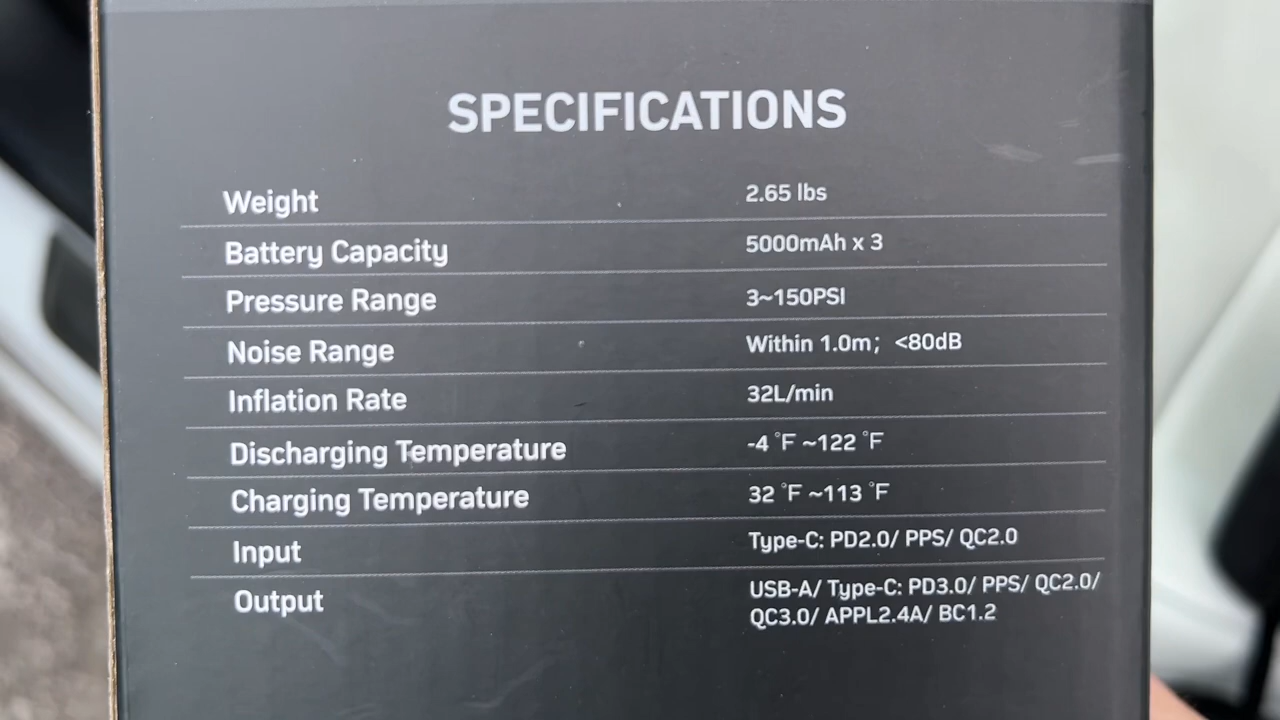 SPECIFICATIONS
Weight 2.65 lbs
Battery Capacity 5000mAh x 3
Pressure Range 3~150PSI
Noise Range Within 1.0m; <80dB
Inflation Rate 32L/min
Discharging Temperature -4 °F ~122 °F
Charging Temperature 32 °F ~113 °F
Input Type-C: PD2.0/ PPS/ QC2.0
Output USB-A/ Type-C: PD3.0/ PPS/ QC2.0/
QC3.0/ APPL2.4A/ BC1.2